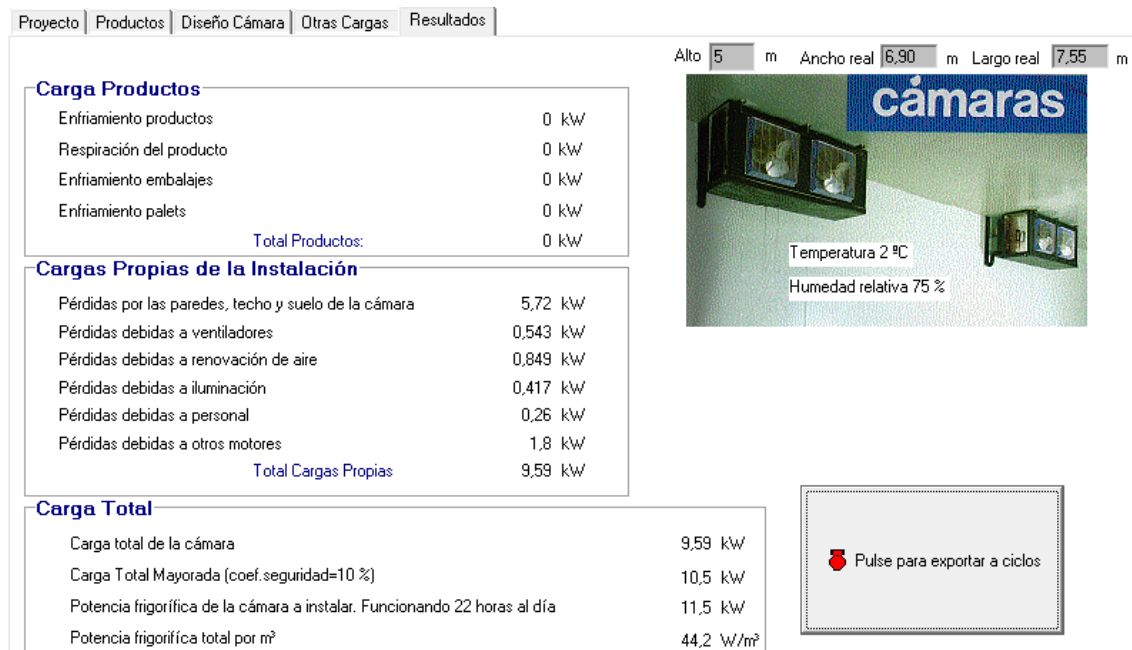 Proyecto Productos Diseño Cámara Otras Cargas Resultados
Alto 5 m Ancho real 6,90 m Largo real 7,55 m
Carga Productos
Enfriamiento productos 0 kW
Respiración del producto 0 kW
Enfriamiento embalajes 0 kW
Enfriamiento palets 0 kW
Total Productos: 0 kW
cámaras
Temperatura 2 ºC
Humedad relativa 75 %
Cargas Propias de la Instalación
Pérdidas por las paredes, techo y suelo de la cámara 5,72 kW
Pérdidas debidas a ventiladores 0,543 kW
Pérdidas debidas a renovación de aire 0,849 kW
Pérdidas debidas a iluminación 0,417 kW
Pérdidas debidas a personal 0,26 kW
Pérdidas debidas a otros motores 1,8 kW
Total Cargas Propias 9,59 kW
Carga Total
Carga total de la cámara 9,59 kW
Carga Total Mayorada (coef.seguridad=10 %) 10,5 kW
Potencia frigorífica de la cámara a instalar. Funcionando 22 horas al día 11,5 kW
Potencia frigorifíca total por m³ 44,2 W/m³
Pulse para exportar a ciclos